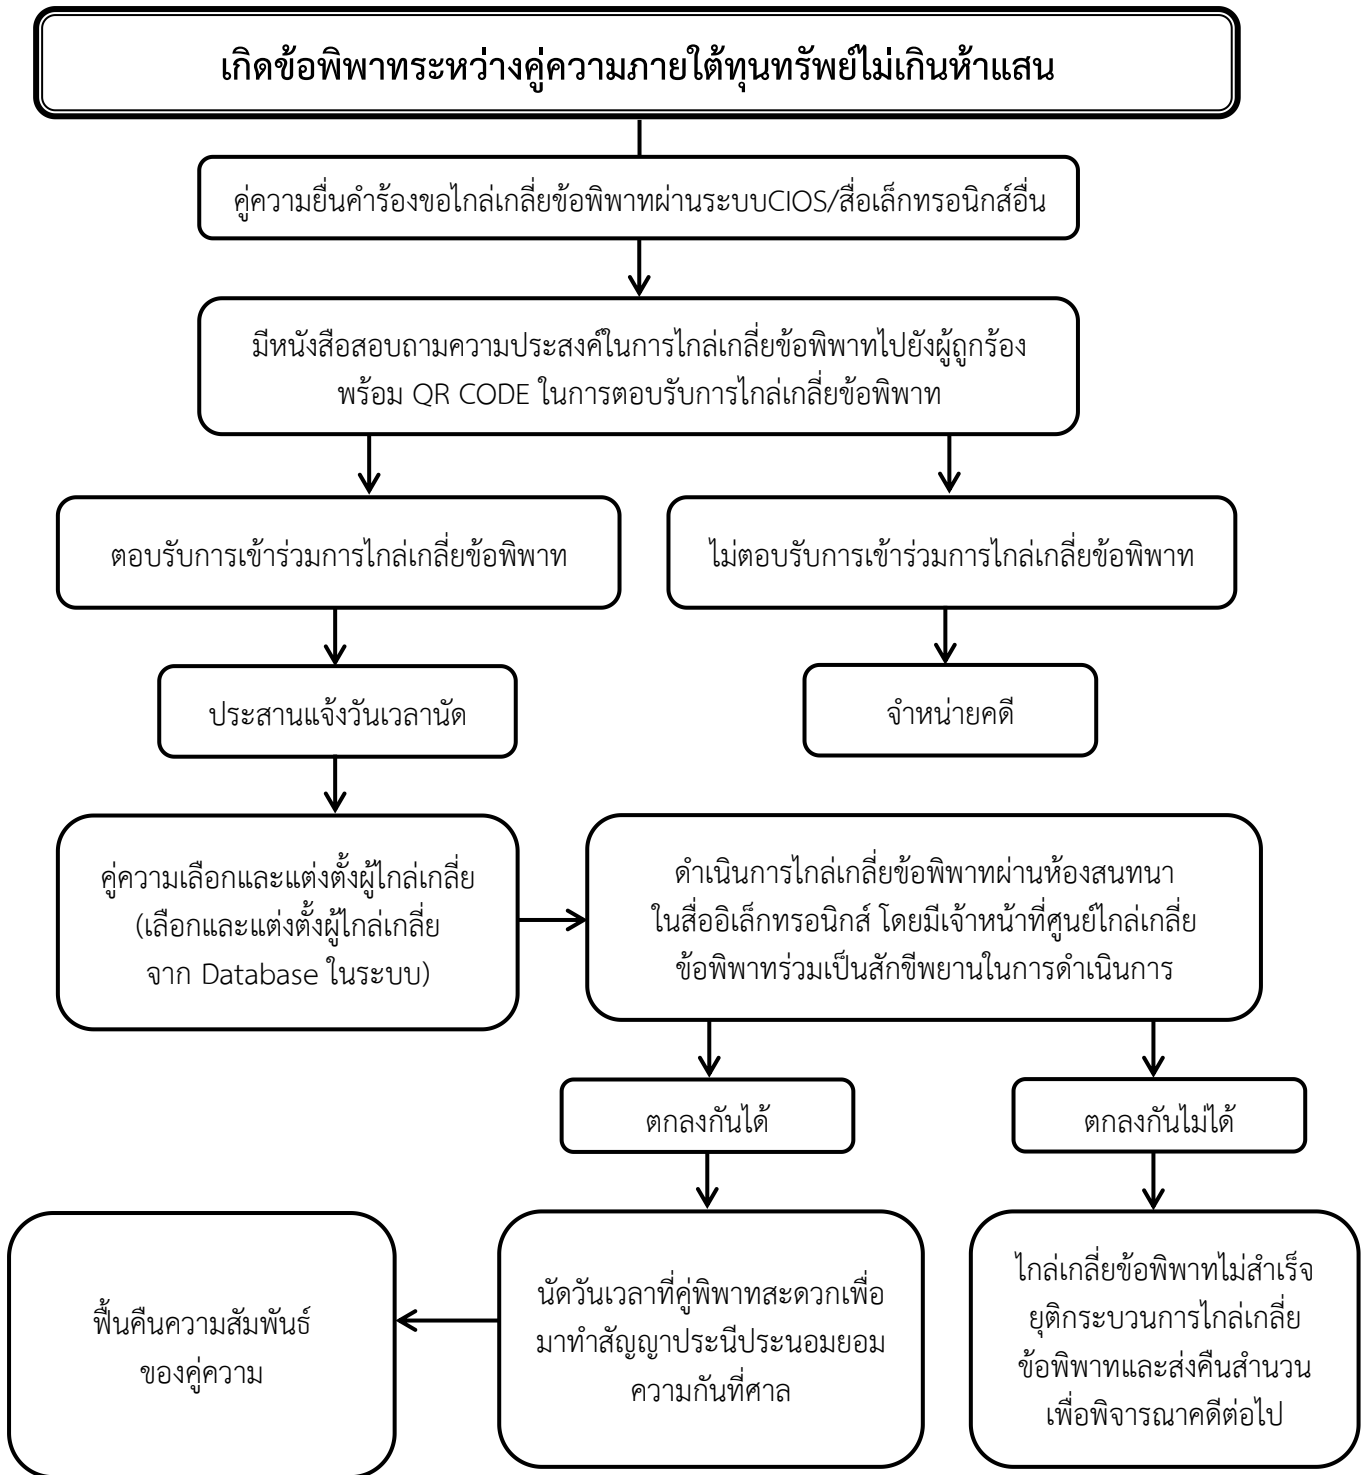 เกิดข้อพิพาทระหว่างคู่ความภายใต้ทุนทรัพย์ไม่เกินห้าแสน
คู่ความยื่นคำร้องขอไกล่เกลี่ยข้อพิพาทผ่านระบบCIOS/สื่อเล็กทรอนิกส์อื่น
มีหนังสือสอบถามความประสงค์ในการไกล่เกลี่ยข้อพิพาทไปยังผู้ถูกร้อง
พร้อม QR CODE ในการตอบรับการไกล่เกลี่ยข้อพิพาท
ตอบรับการเข้าร่วมการไกล่เกลี่ยข้อพิพาท
ไม่ตอบรับการเข้าร่วมการไกล่เกลี่ยข้อพิพาท
ประสานแจ้งวันเวลานัด
จำหน่ายคดี
คู่ความเลือกและแต่งตั้งผู้ไกล่เกลี่ย
(เลือกและแต่งตั้งผู้ไกล่เกลี่ย
จาก Database ในระบบ)
ดำเนินการไกล่เกลี่ยข้อพิพาทผ่านห้องสนทนา
ในสื่ออิเล็กทรอนิกส์ โดยมีเจ้าหน้าที่ศูนย์ไกล่เกลี่ย
ข้อพิพาทร่วมเป็นสักขีพยานในการดำเนินการ
ตกลงกันได้
ตกลงกันไม่ได้
ฟื้นคืนความสัมพันธ์
ของคู่ความ
นัดวันเวลาที่คู่พิพาทสะดวกเพื่อ
มาทำสัญญาประนีประนอมยอม
ความกันที่ศาล
ไกล่เกลี่ยข้อพิพาทไม่สำเร็จ
ยุติกระบวนการไกล่เกลี่ย
ข้อพิพาทและส่งคืนสำนวน
เพื่อพิจารณาคดีต่อไป